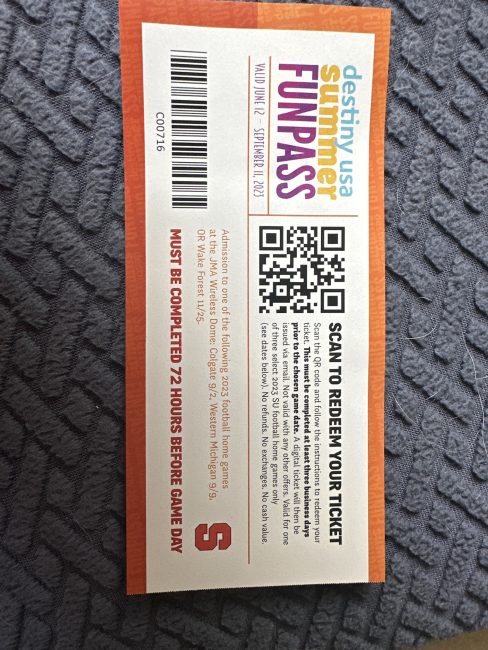 destiny usa
summer
FUNPASS
VALID JUNE 12 – SEPTEMBER 11, 2023
C00716
SCAN TO REDEEM YOUR TICKET
Scan the QR code and follow the instructions to redeem your
ticket. This must be completed at least three business days
prior to the chosen game date. A digital ticket will then be
issued via email. Not valid with any other offers. Valid for one
of three select 2023 SU football home games only
(see dates below). No refunds. No exchanges. No cash value.
Admission to one of the following 2023 football home games
at the JMA Wireless Dome: Colgate 9/2, Western Michigan 9/9,
OR Wake Forest 11/25.
MUST BE COMPLETED 72 HOURS BEFORE GAME DAY
S